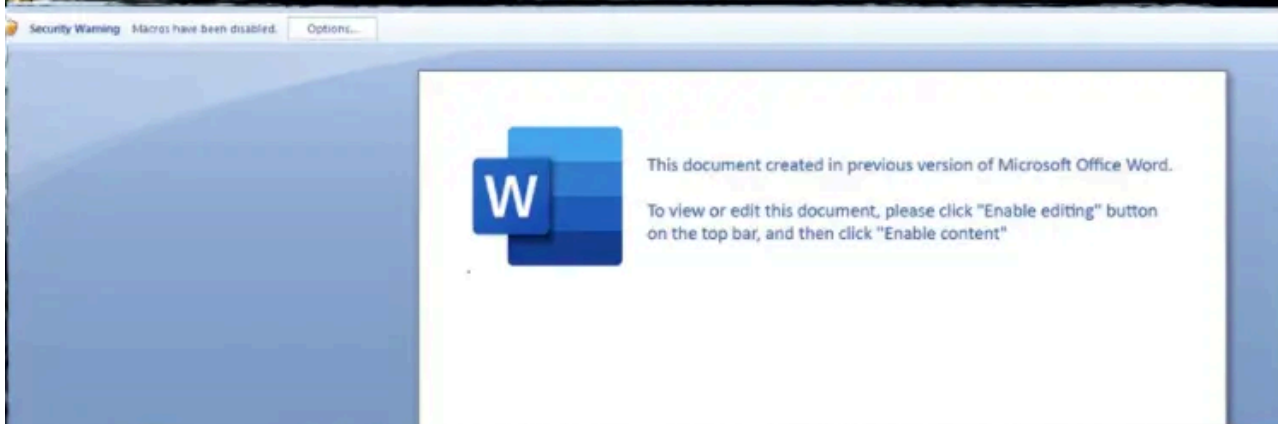 Security Warning Macros have been disabled. Options...
W
This document created in previous version of Microsoft Office Word.
To view or edit this document, please click "Enable editing" button
on the top bar, and then click "Enable content"